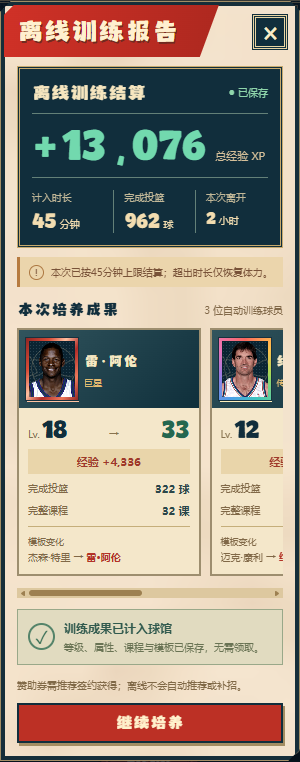 离线训练报告
×
离线训练结算
• 已保存
+13,076 总经验 XP
计入时长 完成投篮 本次离开
45 分钟 962 球 2 小时
! 本次已按45分钟上限结算；超出时长仅恢复体力。
本次培养成果 3 位自动训练球员
雷·阿伦
巨星
Lv.18 → 33
经验 +4,336
完成投篮 322 球
完整课程 32 课
模板变化
杰森·特里 → 雷·阿伦
Lv.12
完成投篮
完整课程
模板变化
迈克·康利 →
训练成果已计入球馆
等级、属性、课程与模板已保存，无需领取。
赞助券需推荐签约获得；离线不会自动推荐或补招。
继续培养